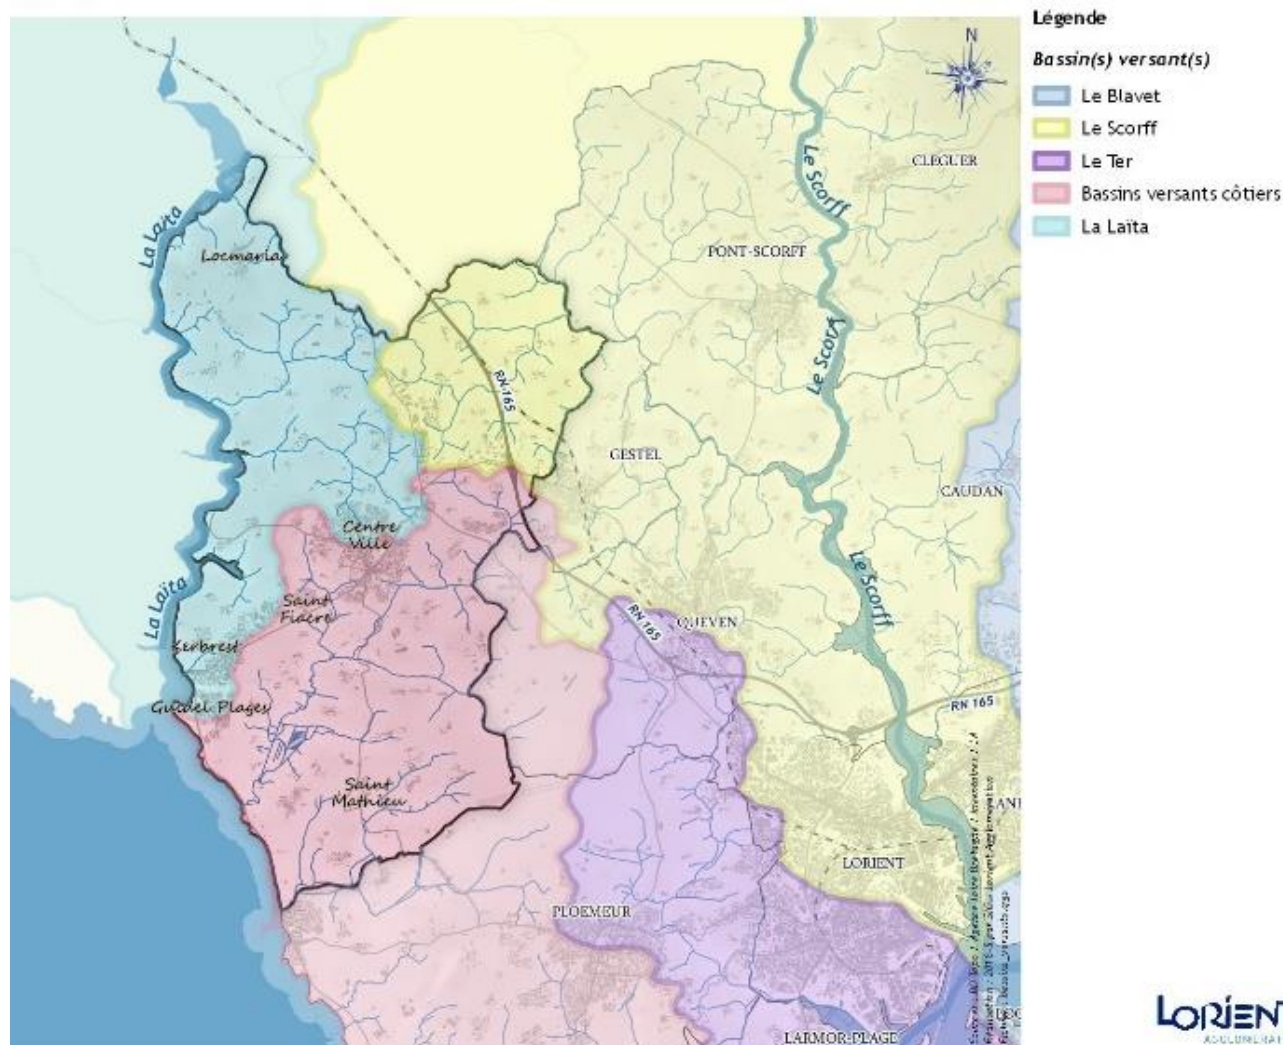 Légende
Bassin(s) versant(s)
Le Blavet
Le Scorff
Le Ter
Bassins versants côtiers
La Laïta
N
CLEGUER
Le Scorff
La Laïta
Locmaria
PONT-SCORFF
Le Scorff
RN 165
GESTEL
CAUDAN
Centre
Ville
Le Scorff
La Laïta
Saint
Fiacre
RN 165
QUEVEN
Kerbrest
Guidel Plages
RN 165
Saint
Mathieu
LORIENT
PLOEMEUR
LARMOR-PLAGE
LORIEN